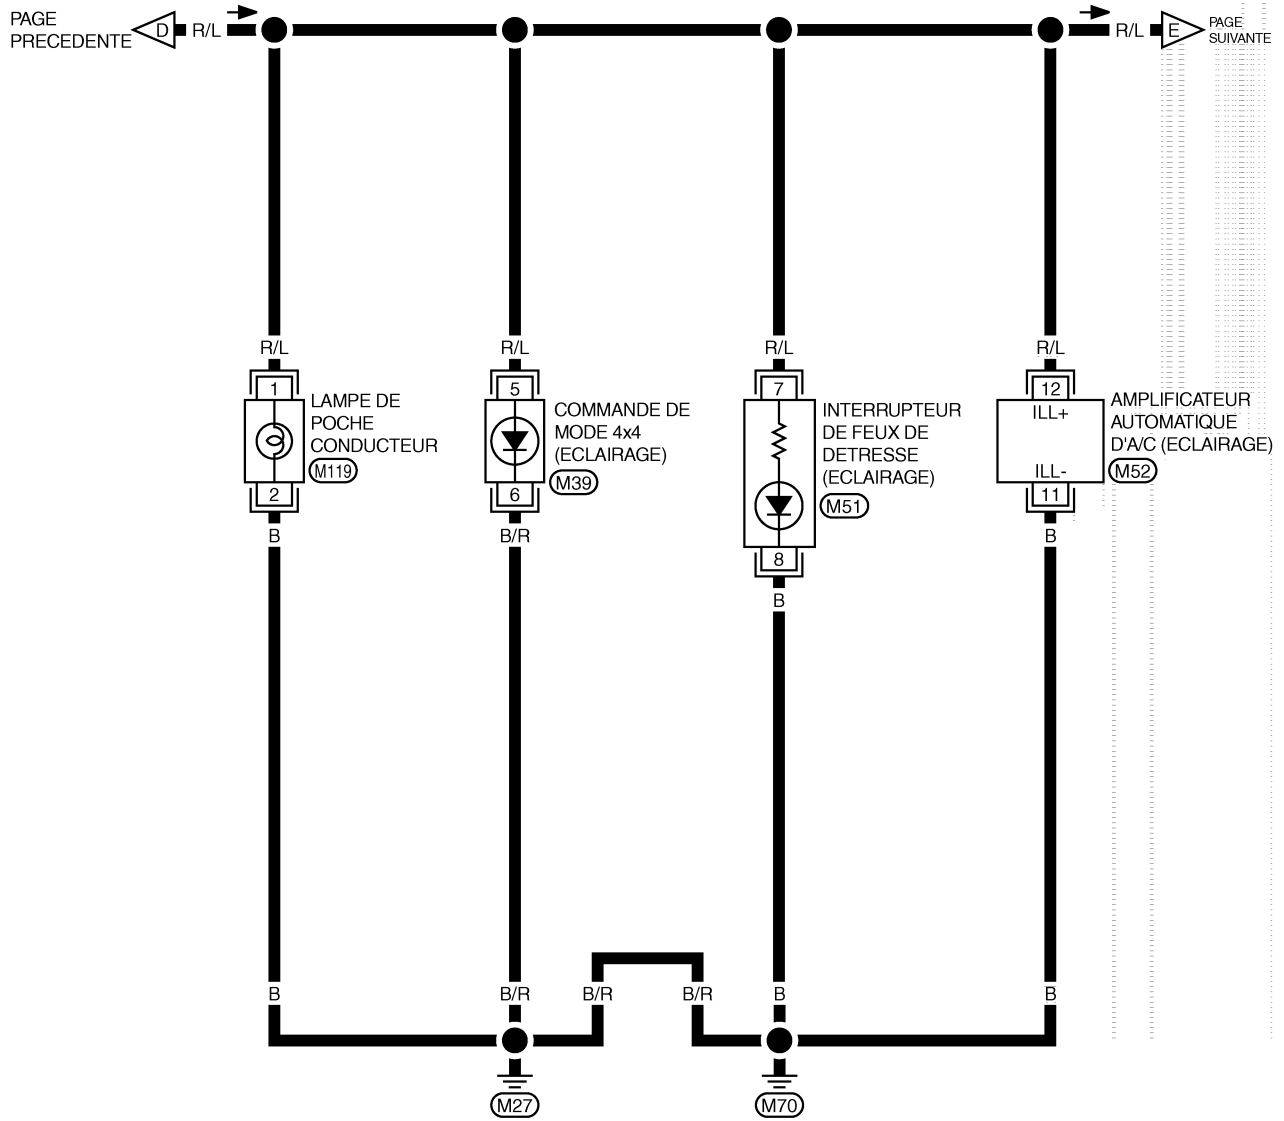 PAGE
PRECEDENTE
D
R/L
R/L
E
PAGE
SUIVANTE
R/L
R/L
R/L
R/L
1
LAMPE DE
POCHE
CONDUCTEUR
M119
2
B
5
COMMANDE DE
MODE 4x4
(ECLAIRAGE)
M39
6
B/R
7
INTERRUPTEUR
DE FEUX DE
DETRESSE
(ECLAIRAGE)
M51
8
B
12
ILL+
ILL-
11
AMPLIFICATEUR
AUTOMATIQUE
D'A/C (ECLAIRAGE)
M52
B
B
B/R
B/R
B/R
B
B
M27
M70